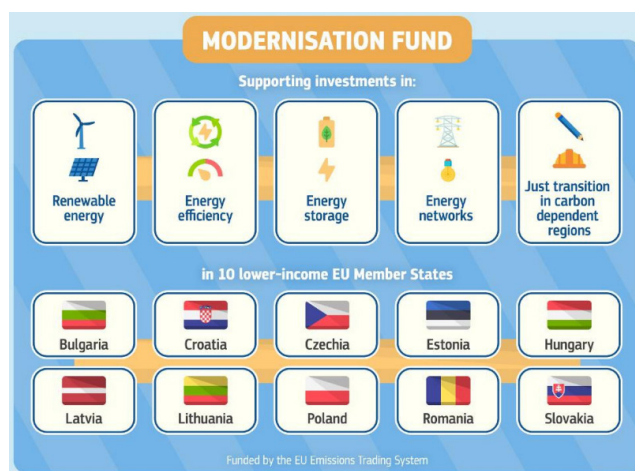 MODERNISATION FUND
Supporting investments in:
Renewable
energy
Energy
efficiency
Energy
storage
Energy
networks
Just transition
in carbon
dependent
regions
in 10 lower-income EU Member States
Bulgaria
Croatia
Czechia
Estonia
Hungary
Latvia
Lithuania
Poland
Romania
Slovakia
Funded by the EU Emissions Trading System